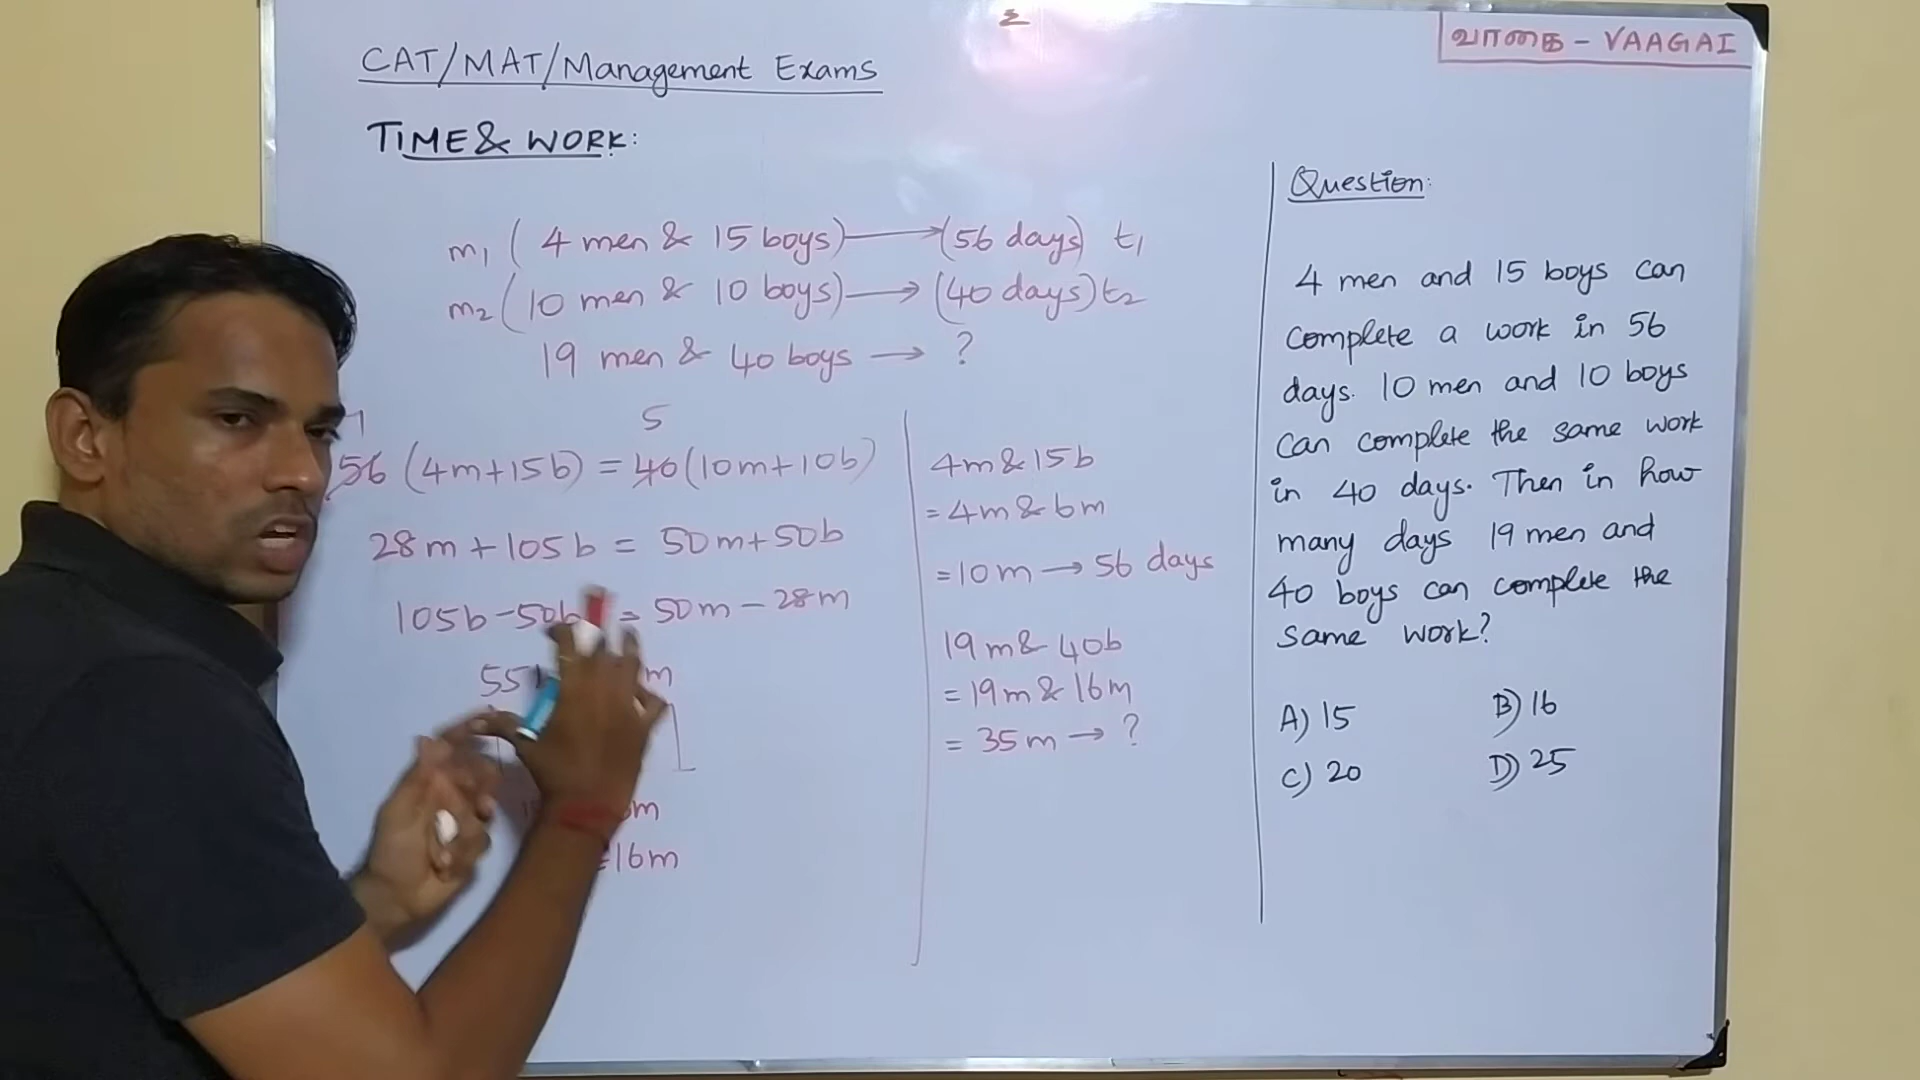 வாகை - VAAGAI
CAT/MAT/Management Exams
TIME & WORK:
m1 ( 4 men & 15 boys) → (56 days) t1
m2 (10 men & 10 boys) → (40 days) t2
19 men & 40 boys → ?
7 5
56 (4m+15b) = 40(10m+10b)
28m + 105b = 50m+50b
105b-50b = 50m - 28m
55 m
m
=16m
4m & 15b
= 4m & 6m
= 10m → 56 days
19m & 40b
= 19m & 16m
= 35m → ?
Question:
4 men and 15 boys can
complete a work in 56
days. 10 men and 10 boys
can complete the same work
in 40 days. Then in how
many days 19 men and
40 boys can complete the
same work?
A) 15 B) 16
C) 20 D) 25